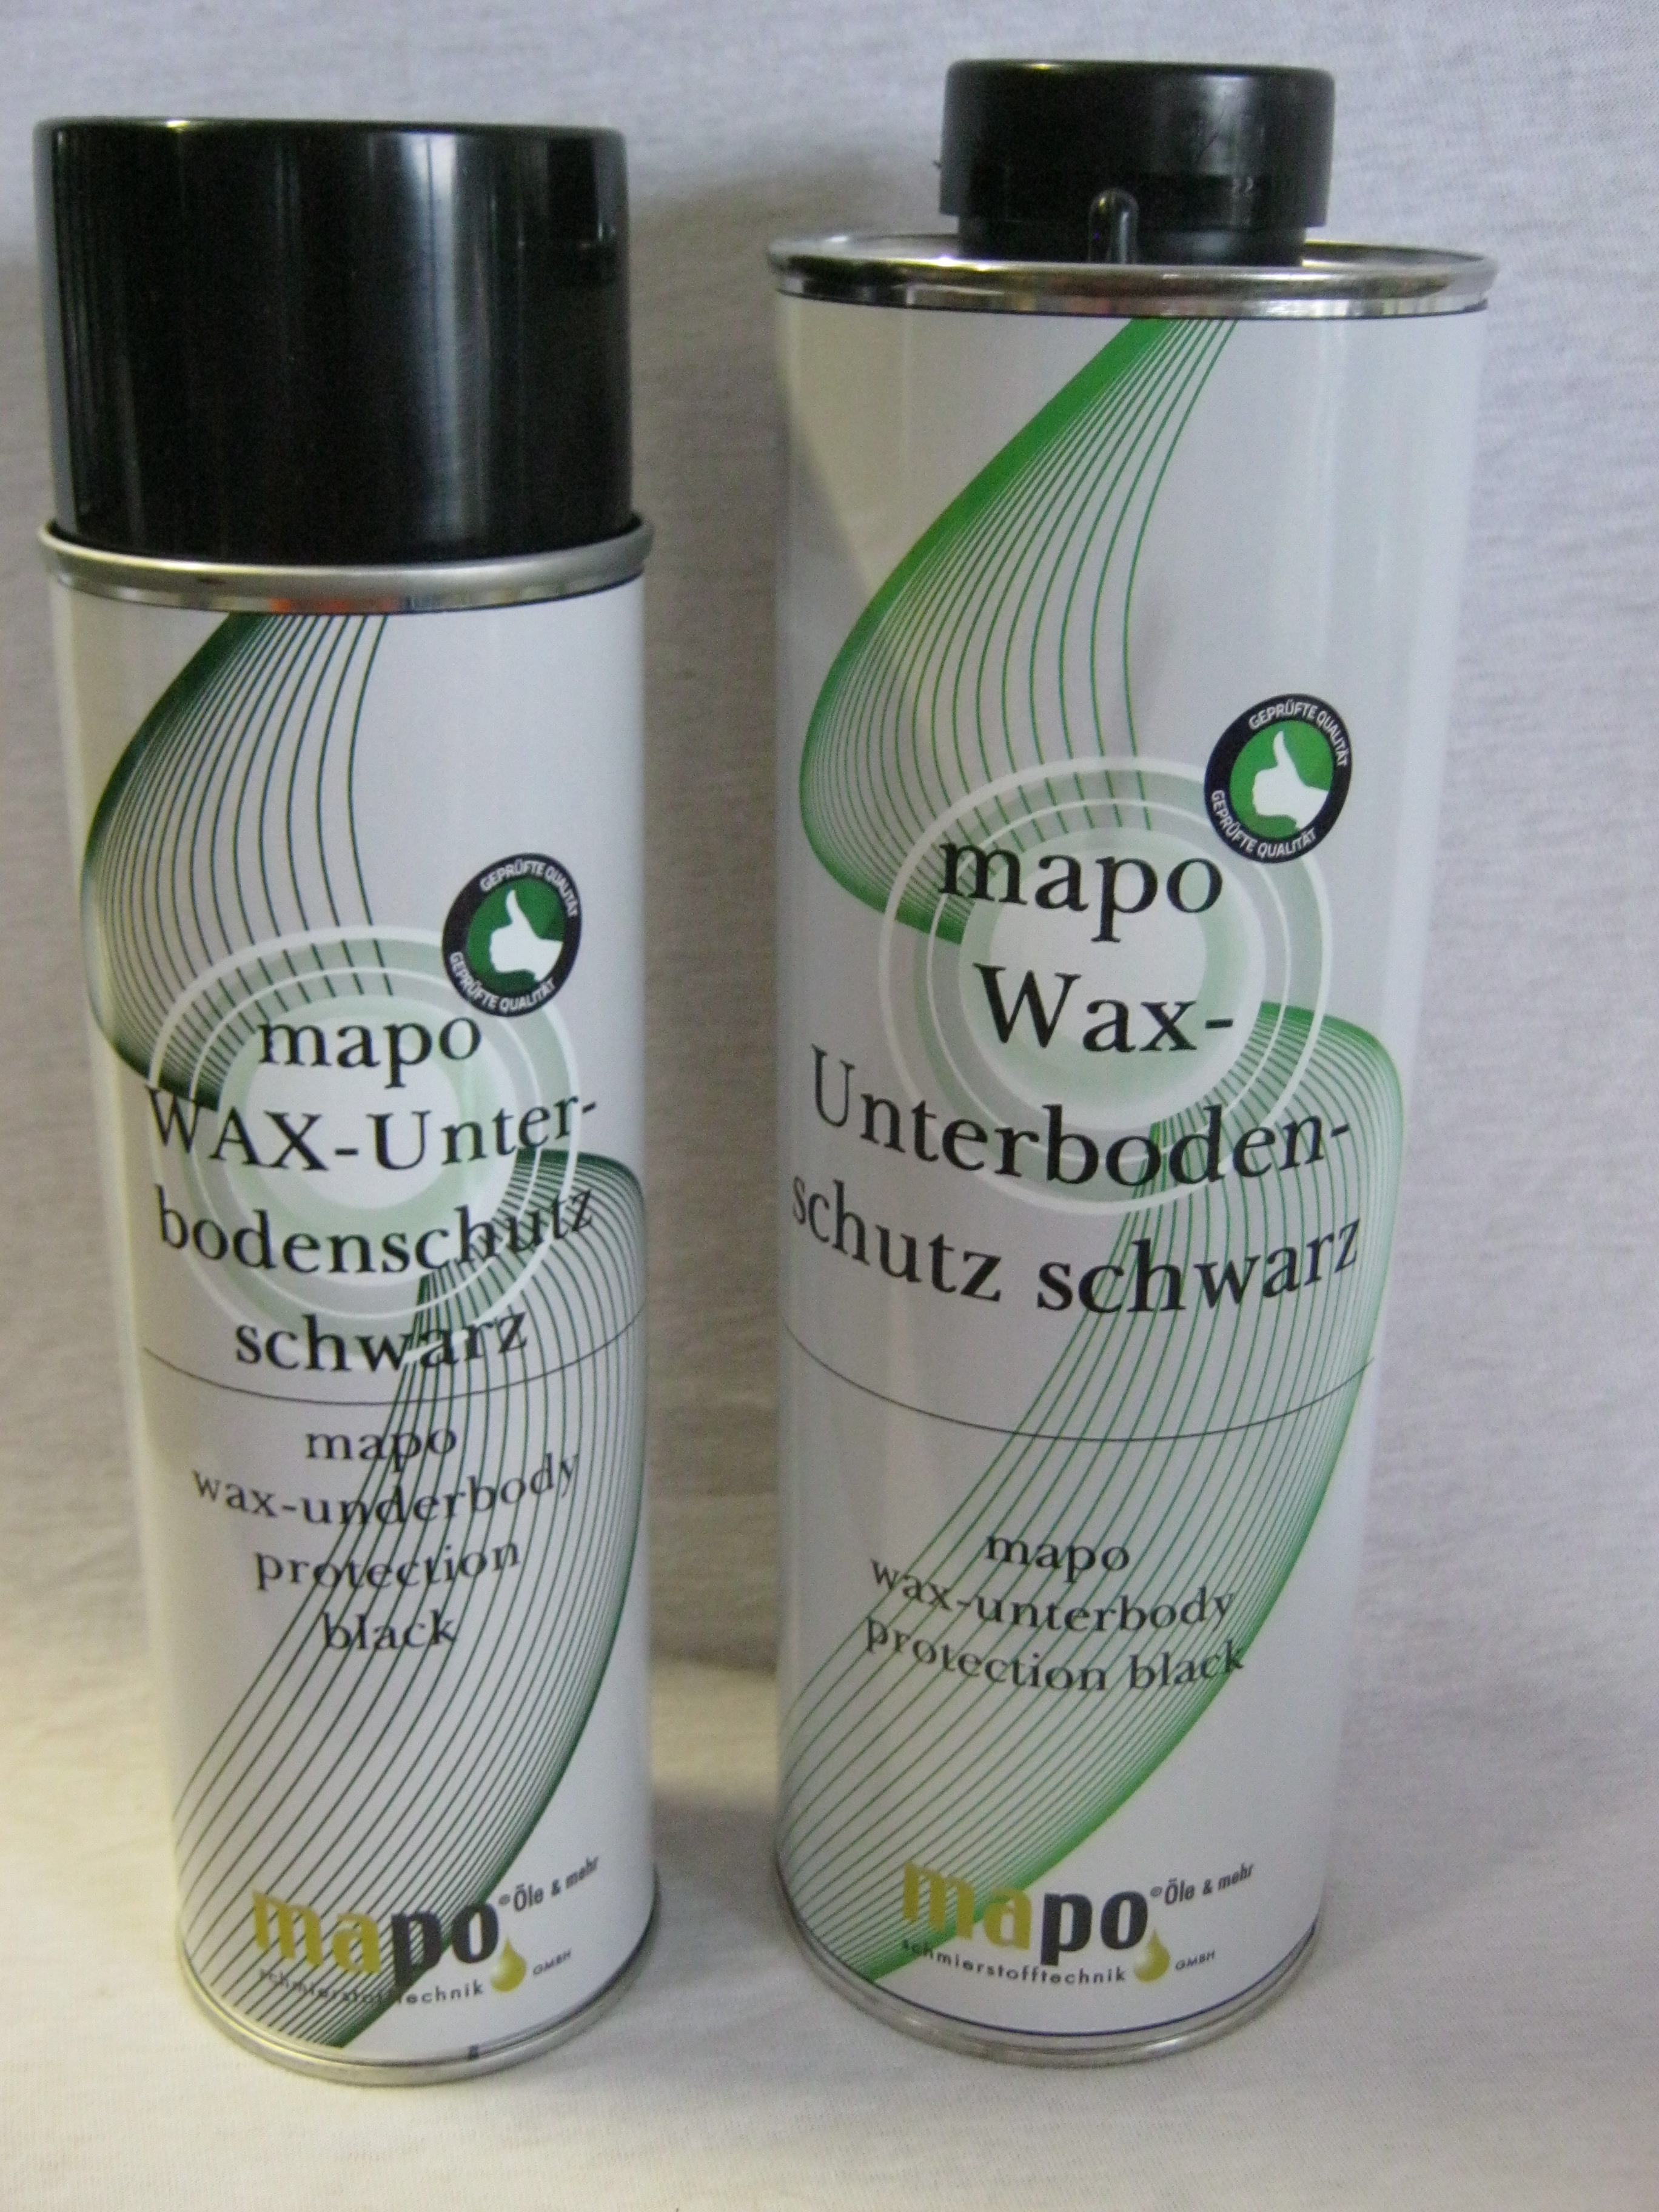 GEPRÜFTE QUALITÄT
GEPRÜFTE QUALITÄT
mapo
WAX-Unter-
bodenschutz
schwarz
mapo
wax-underbody
protection
black
mapo® Öle & mehr
schmierstofftechnik GMBH
GEPRÜFTE QUALITÄT
GEPRÜFTE QUALITÄT
mapo
Wax-
Unterboden-
schutz schwarz
mapo
wax-unterbody
protection black
mapo® Öle & mehr
schmierstofftechnik GMBH